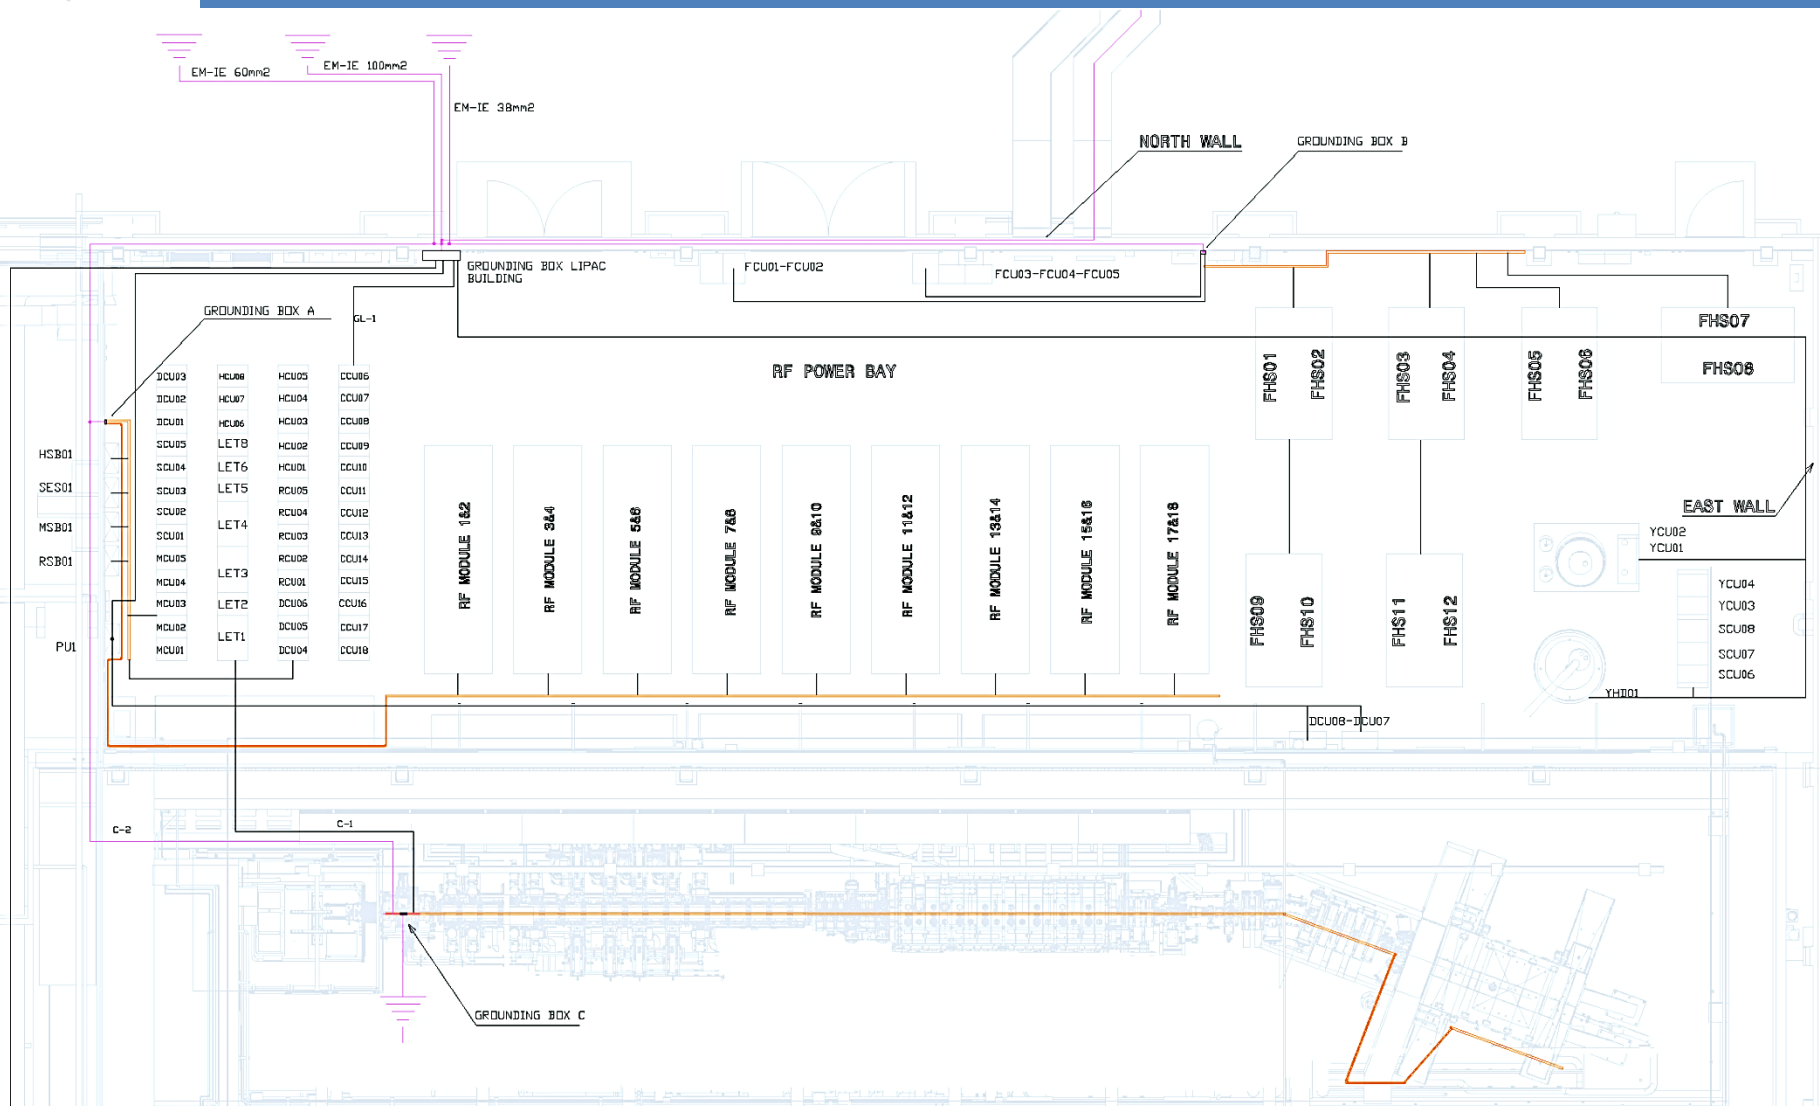 EM-IE 60mm2
EM-IE 100mm2
EM-IE 38mm2
NORTH WALL
GROUNDING BOX B
GROUNDING BOX LIPAC
BUILDING
FCU01-FCU02
FCU03-FCU04-FCU05
GROUNDING BOX A
GL-1
RF POWER BAY
FHS01
FHS02
FHS03
FHS04
FHS05
FHS06
FHS07
FHS08
DCU03
DCU02
DCU01
SCU05
SCU04
SCU03
SCU02
SCU01
MCU05
MCU04
MCU03
MCU02
MCU01
HCU08
HCU07
HCU06
LET8
LET6
LET5
LET4
LET3
LET2
LET1
HCU05
HCU04
HCU03
HCU02
HCU01
RCU05
RCU04
RCU03
RCU02
RCU01
DCU06
DCU05
DCU04
CCU06
CCU07
CCU08
CCU09
CCU10
CCU11
CCU12
CCU13
CCU14
CCU15
CCU16
CCU17
CCU18
HSB01
SES01
MSB01
RSB01
PU1
RF MODULE 1&2
RF MODULE 3&4
RF MODULE 5&6
RF MODULE 7&8
RF MODULE 9&10
RF MODULE 11&12
RF MODULE 13&14
RF MODULE 15&16
RF MODULE 17&18
FHS09
FHS10
FHS11
FHS12
EAST WALL
YCU02
YCU01
YCU04
YCU03
SCU08
SCU07
SCU06
YHD01
DCU08-DCU07
C-2
C-1
GROUNDING BOX C